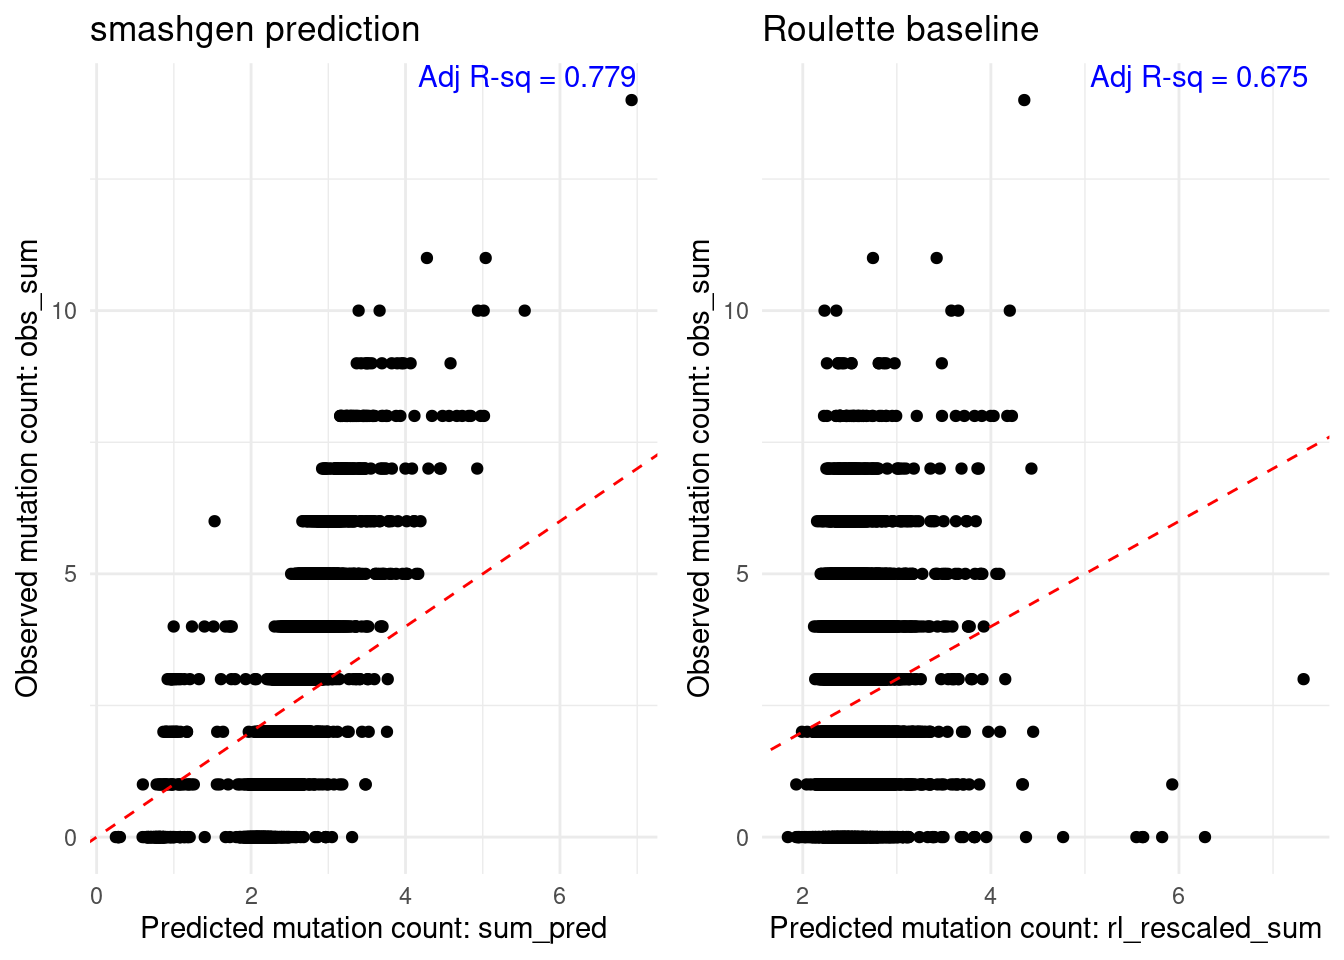 smashgen prediction
Adj R-sq = 0.779
Observed mutation count: obs_sum
10
5
0
0
2
4
6
Predicted mutation count: sum_pred
Roulette baseline
Adj R-sq = 0.675
Observed mutation count: obs_sum
10
5
0
2
4
6
Predicted mutation count: rl_rescaled_sum